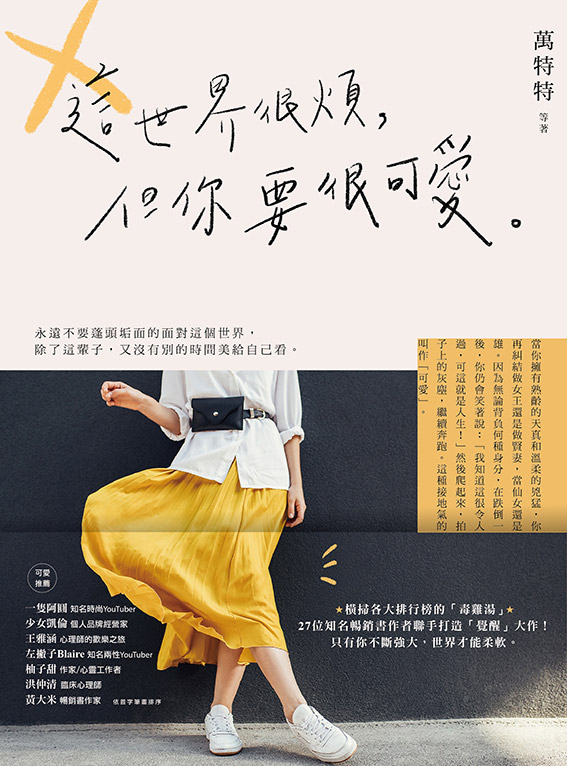 萬特特 等著
這世界很煩,
但你要很可愛。
永遠不要蓬頭垢面的面對這個世界,
除了這輩子,又沒有別的時間美給自己看。
當你擁有熟齡的天真和溫柔的兇猛,你
再糾結做女王還是做賢妻,當仙女還是
雄。因為無論背負何種身分,在跌倒一
後,你仍會笑著說:「我知道這很令人
過,可這就是人生!」然後爬起來,拍
子上的灰塵,繼續奔跑。這種接地氣的
叫作「可愛」。
可愛
推薦
一隻阿圓 知名時尚YouTuber
少女凱倫 個人品牌經營家
王雅涵 心理師的歡樂之旅
左撇子Blaire 知名兩性YouTuber
柚子甜 作家/心靈工作者
洪仲清 臨床心理師
黃大米 暢銷書作家 依首字筆畫排序
★橫掃各大排行榜的「毒雞湯」★
27位知名暢銷書作者聯手打造「覺醒」大作!
只有你不斷強大,世界才能柔軟。